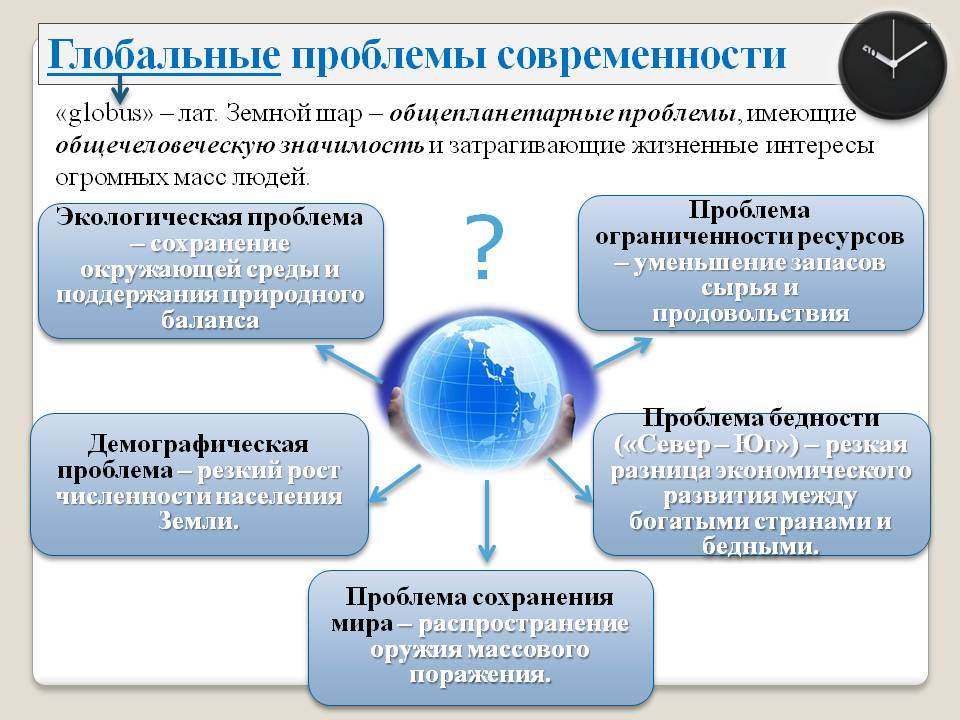 Глобальные проблемы современности
«globus» – лат. Земной шар – общепланетарные проблемы, имеющие
общечеловеческую значимость и затрагивающие жизненные интересы
огромных масс людей.
Экологическая проблема
– сохранение
окружающей среды и
поддержания природного
баланса
?
Проблема
ограниченности ресурсов
– уменьшение запасов
сырья и
продовольствия
Демографическая
проблема – резкий рост
численности населения
Земли.
Проблема бедности
(«Север – Юг») – резкая
разница экономического
развития между
богатыми странами и
бедными.
Проблема сохранения
мира – распространение
оружия массового
поражения.